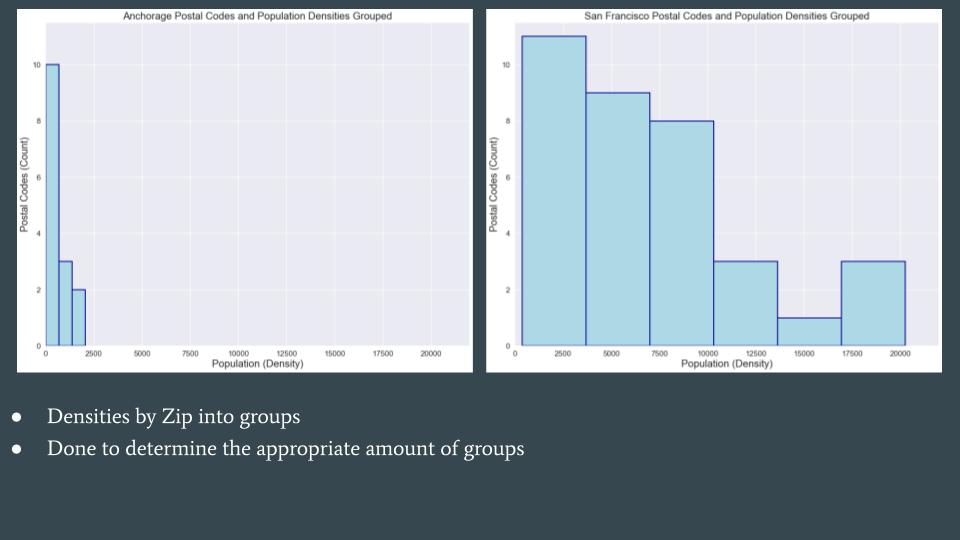 Anchorage Postal Codes and Population Densities Grouped
Postal Codes (Count)
10
8
6
4
2
0
0 2500 5000 7500 10000 12500 15000 17500 20000
Population (Density)
San Francisco Postal Codes and Population Densities Grouped
Postal Codes (Count)
10
8
6
4
2
0
0 2500 5000 7500 10000 12500 15000 17500 20000
Population (Density)
● Densities by Zip into groups
● Done to determine the appropriate amount of groups